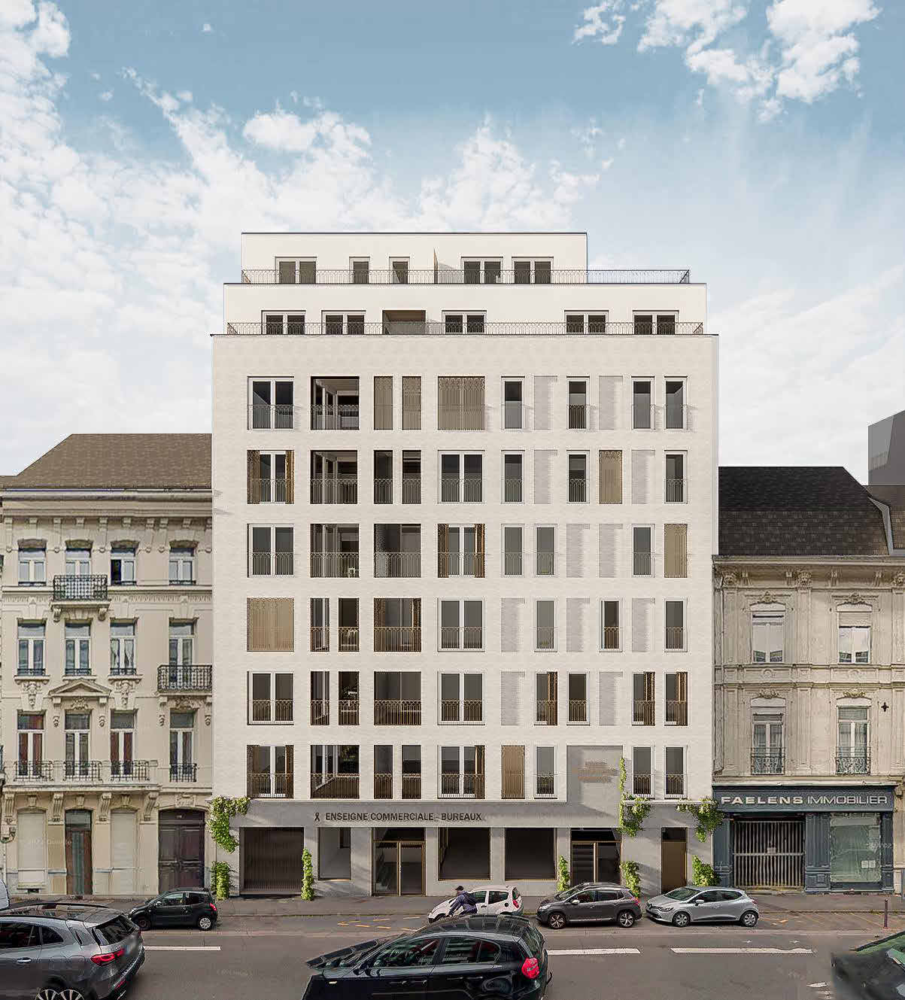 ENSEIGNE COMMERCIALE - BUREAUX
FAELENS IMMOBILIER